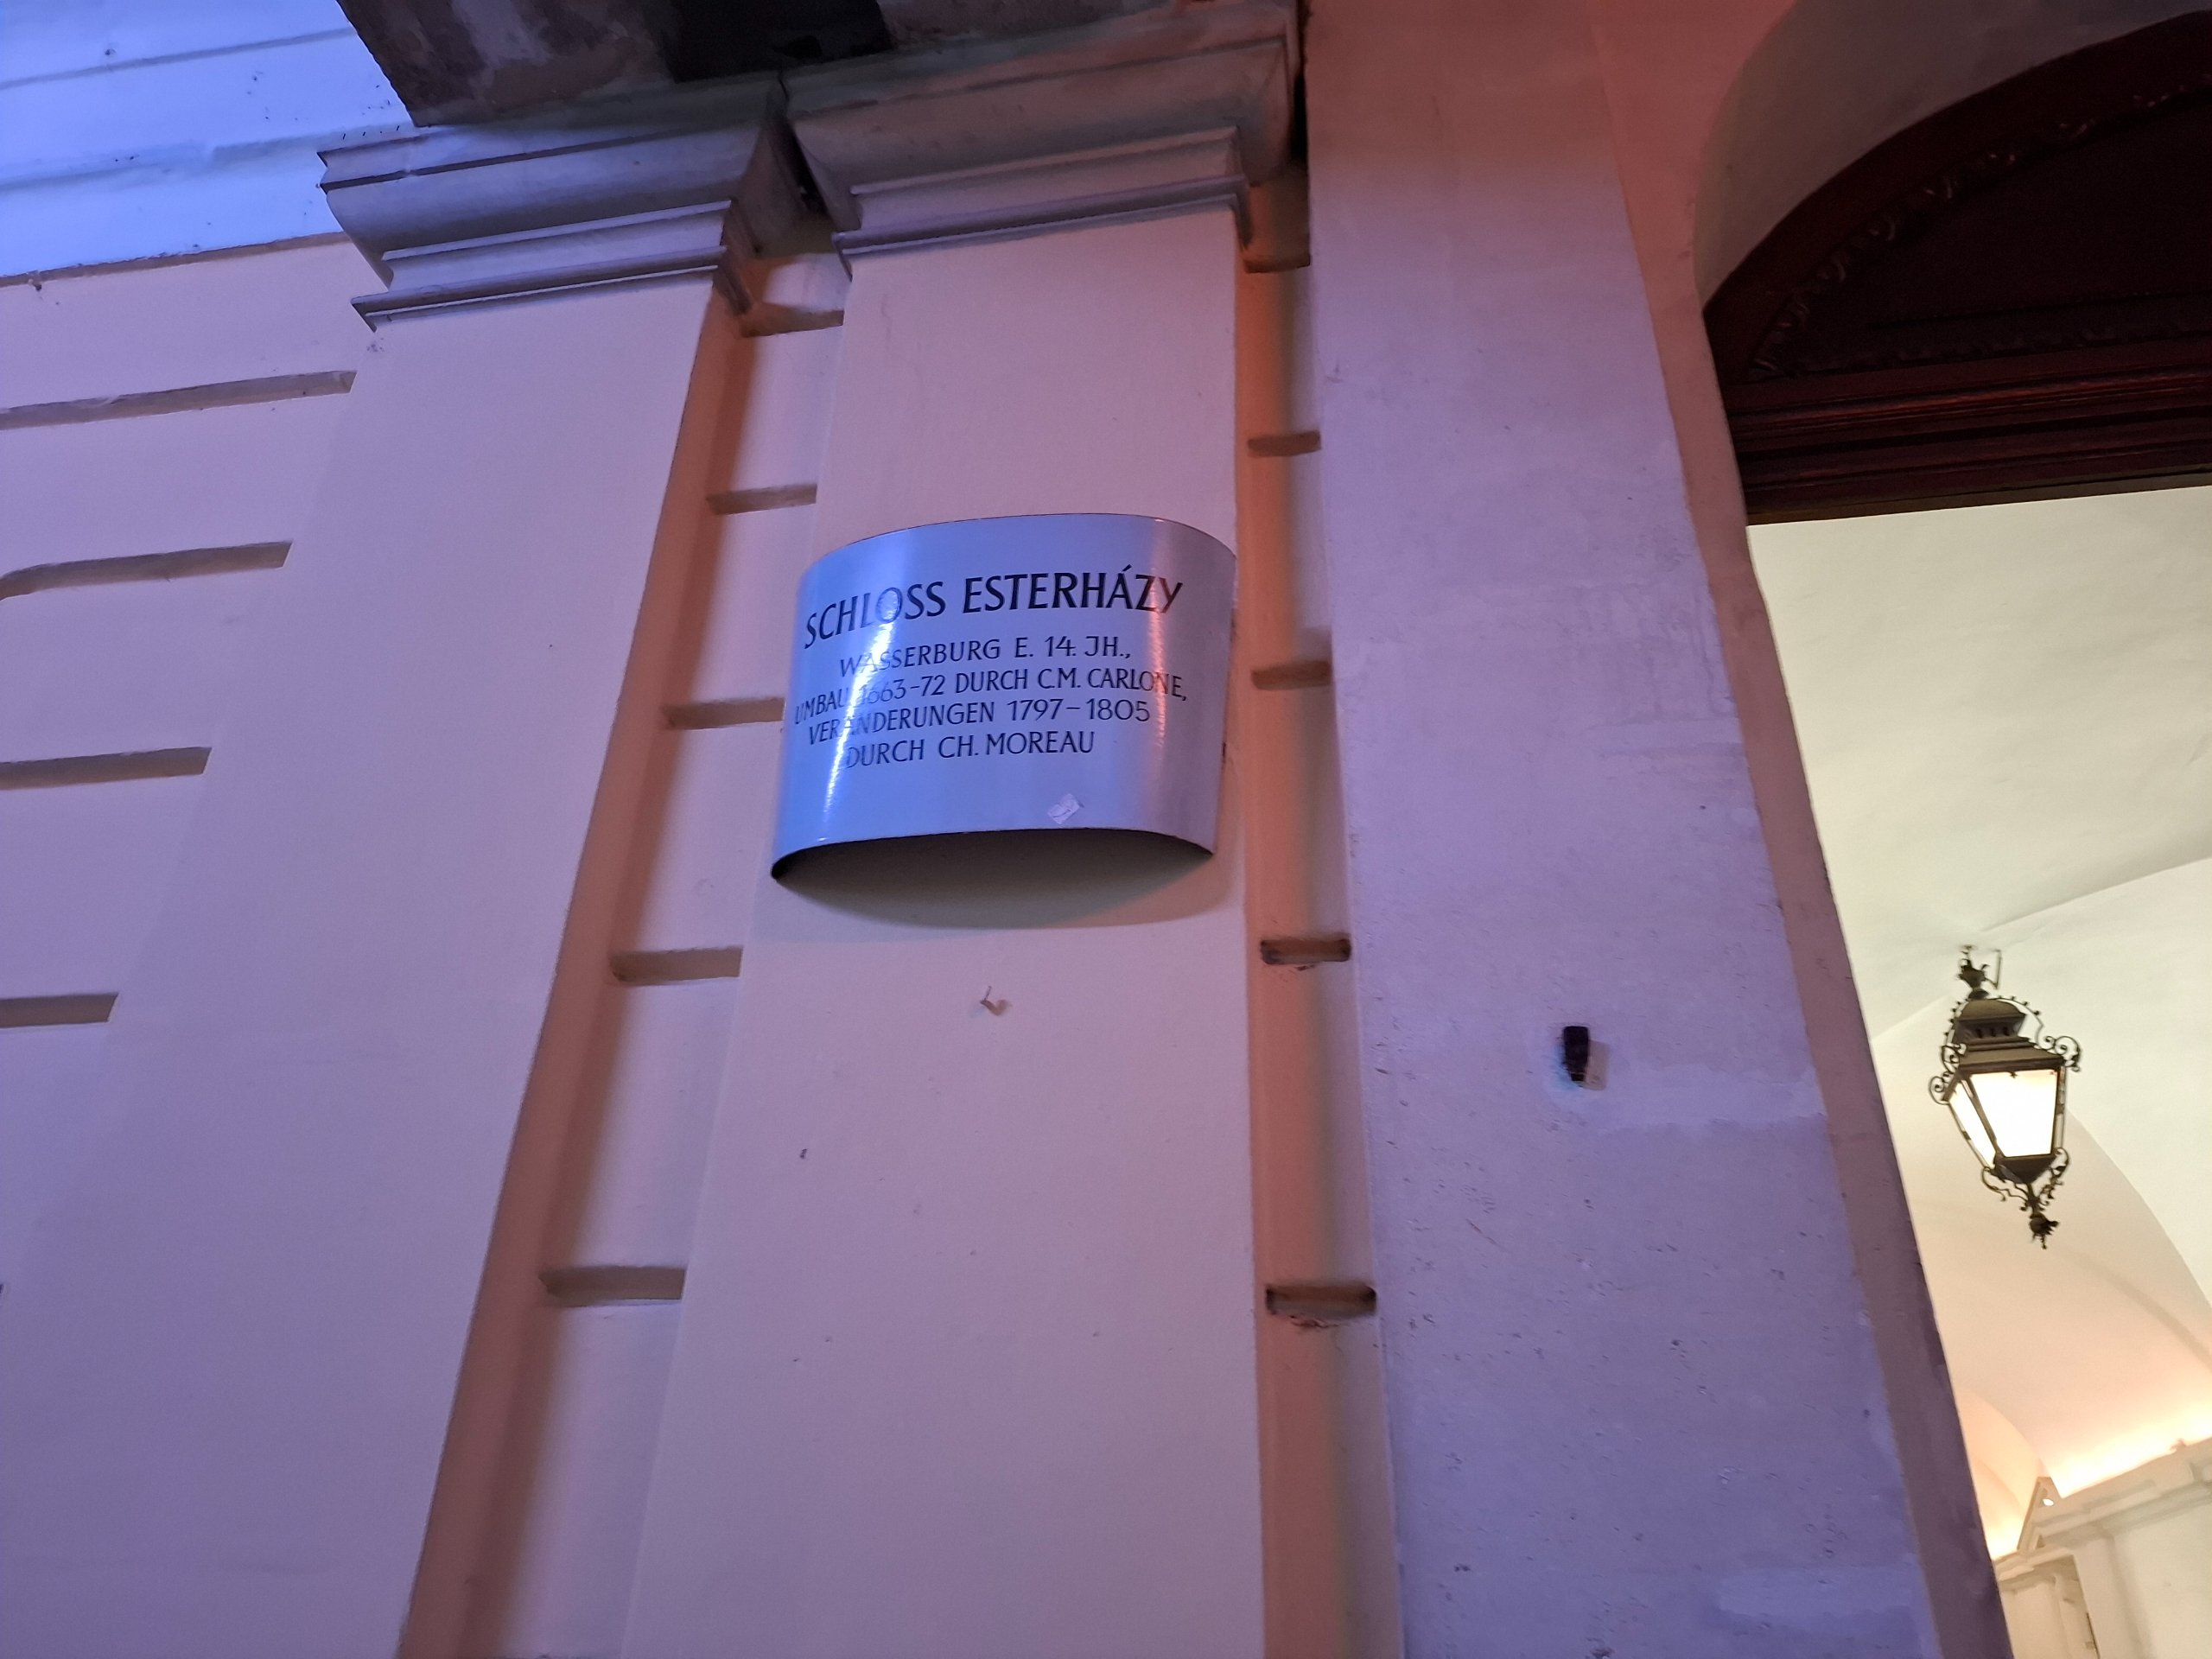 SCHLOSS ESTERHÁZY
WASSERBURG E. 14. JH.,
UMBAU 1663-72 DURCH C.M. CARLONE,
VERÄNDERUNGEN 1797-1805
DURCH CH. MOREAU